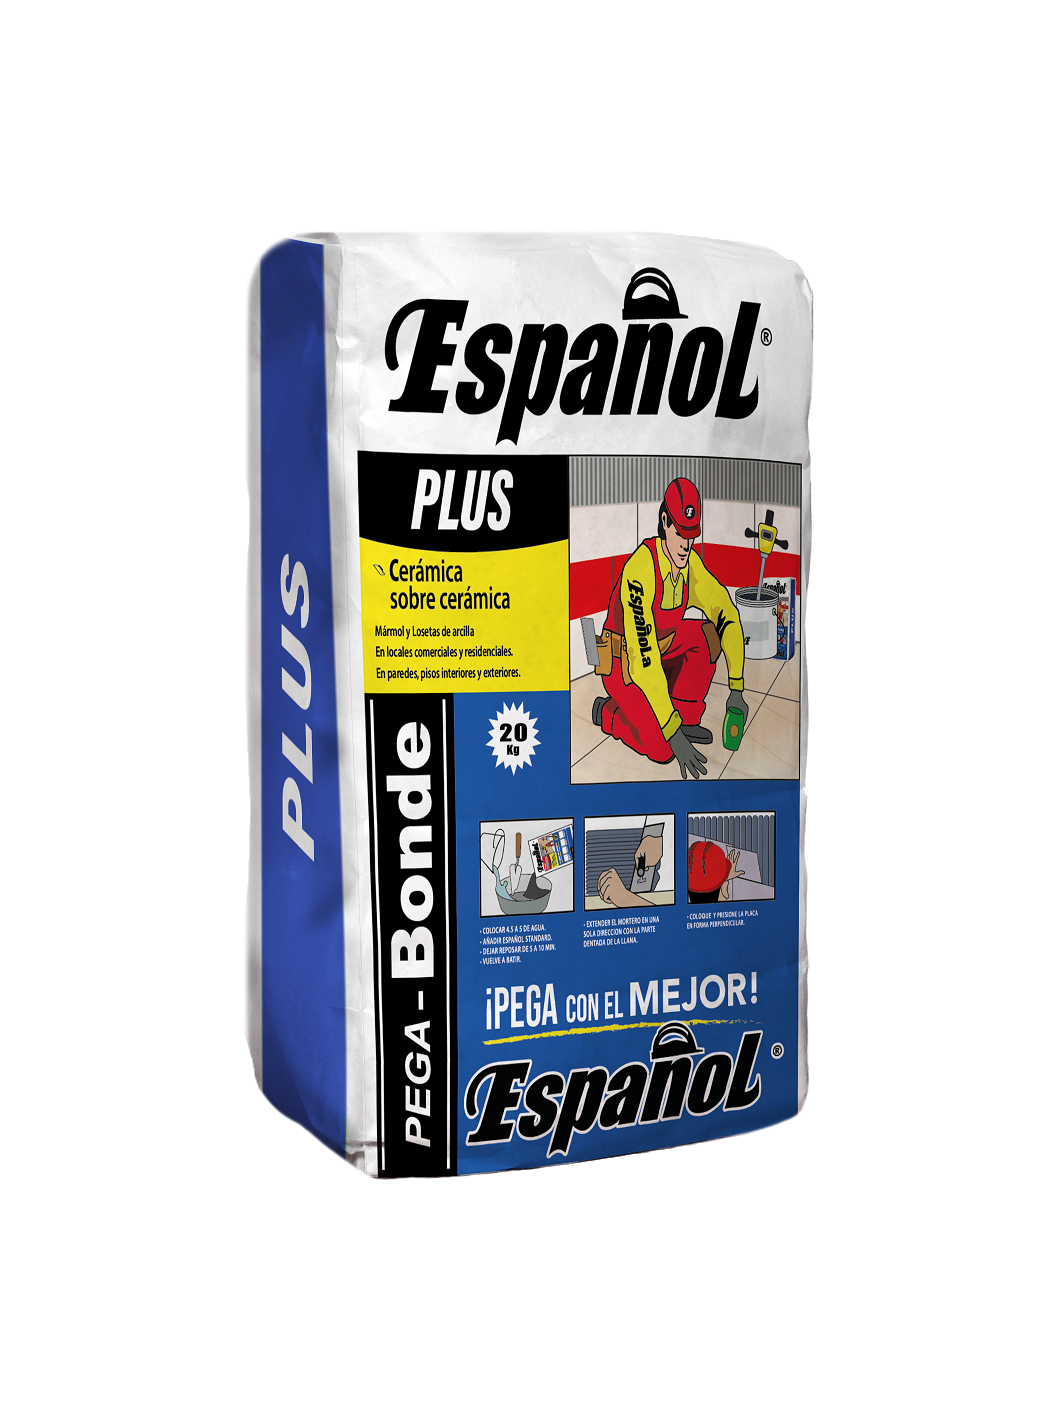 Español®
PLUS
Cerámica
sobre cerámica
Mármol y Losetas de arcilla
En locales comerciales y residenciales.
En paredes, pisos interiores y exteriores.
PLUS
PEGA - Bonde
20
Kg
Española
Español
PLUS
Español
• COLOCAR 4.5 A 5 DE AGUA.
• AÑADIR ESPAÑOL STANDARD.
• DEJAR REPOSAR DE 5 A 10 MIN.
• VUELVE A BATIR.
• EXTENDER EL MORTERO EN UNA
SOLA DIRECCION CON LA PARTE
DENTADA DE LA LLANA.
• COLOQUE Y PRESIONE LA PLACA
EN FORMA PERPENDICULAR.
¡PEGA CON EL MEJOR!
Español®